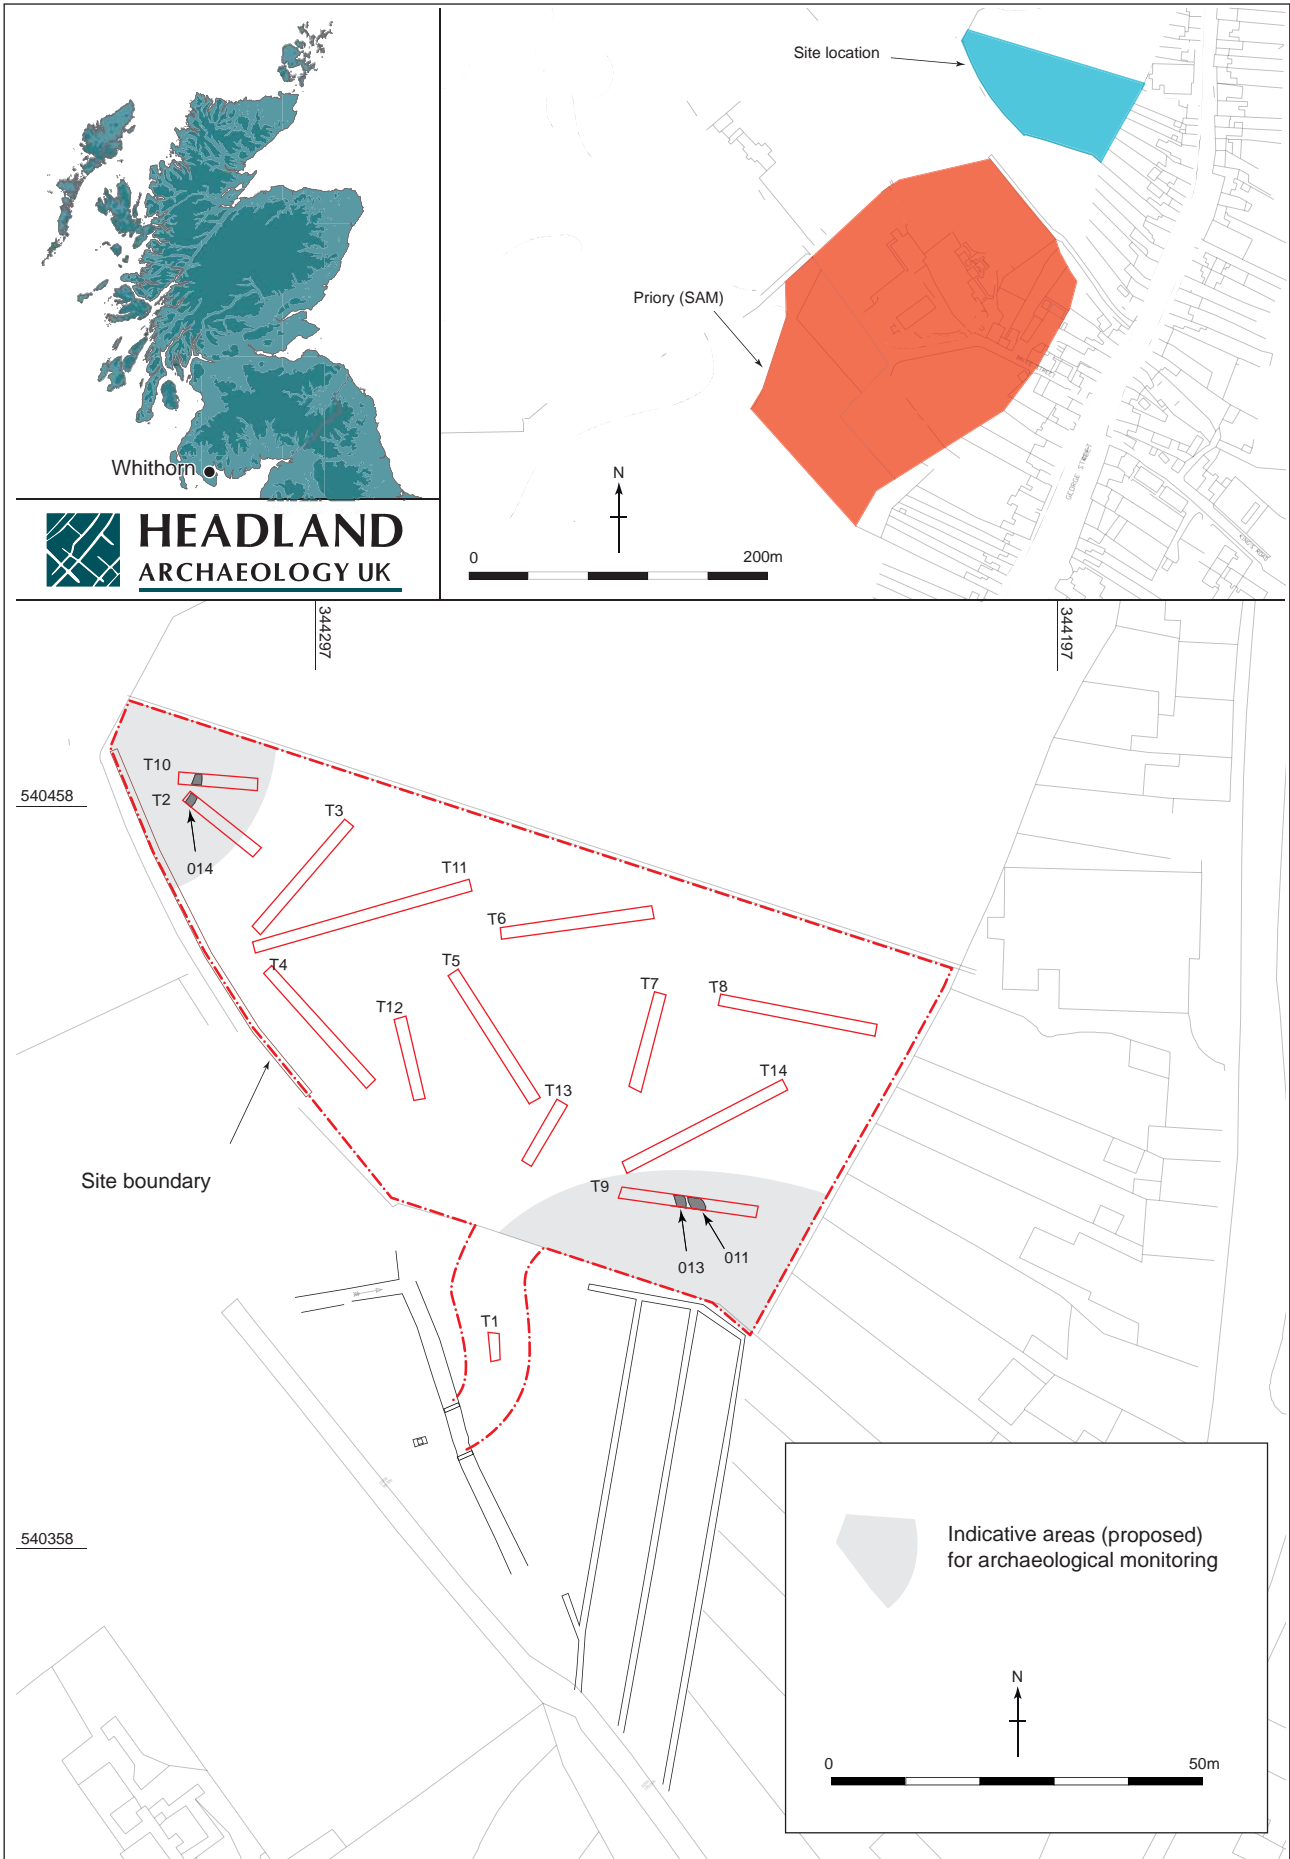 Whithorn
HEADLAND
ARCHAEOLOGY UK
Site location
Priory (SAM)
GEORGE STREET
N
0 200m
344297
344197
540458
540358
T10
T2
014
T3
T11
T6
T4
T5
T12
T7
T8
T13
T14
T9
013
011
T1
Site boundary
Indicative areas (proposed)
for archaeological monitoring
N
0 50m